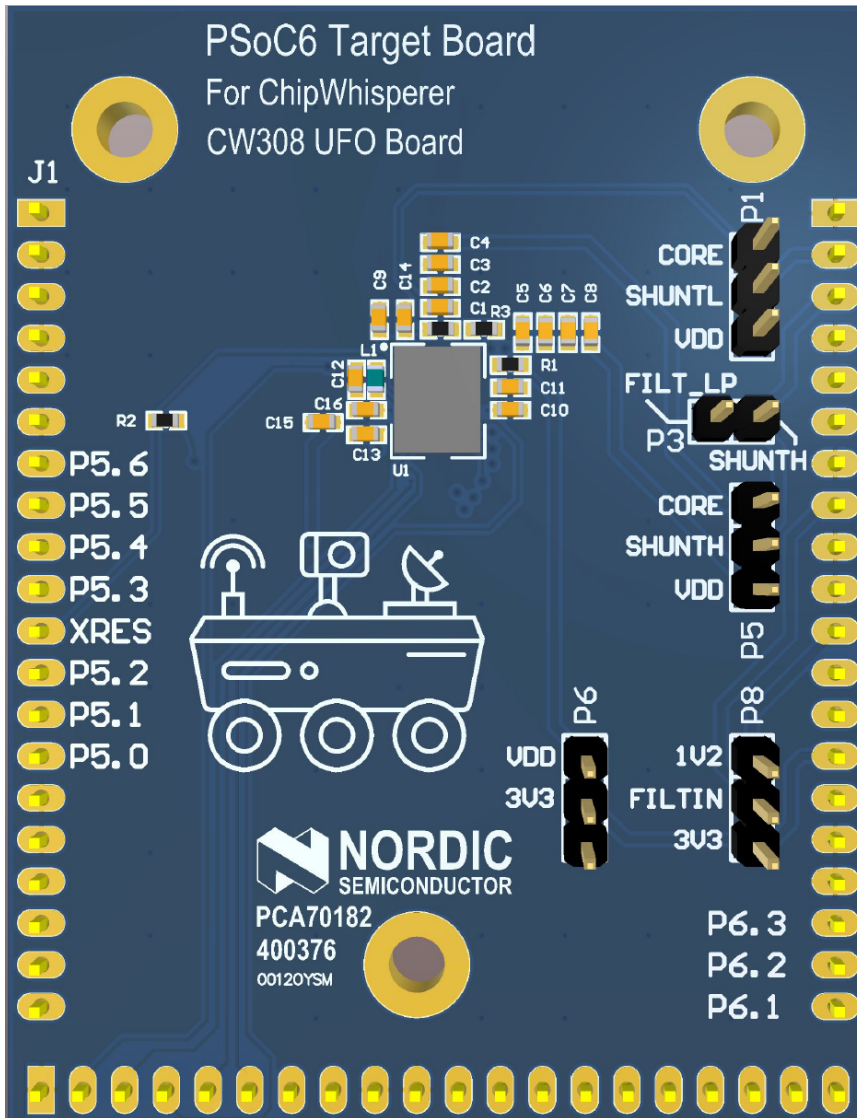 PSoC6 Target Board
For ChipWhisperer
CW308 UFO Board
J1
P1
CORE
SHUNTL
VDD
C4
C3
C2
C1
R3
C9
C14
C5
C6
C7
C8
L1
C12
R1
C11
C10
C16
C15
C13
U1
R2
FILT_LP
P3
SHUNTH
P5.6
P5.5
P5.4
P5.3
XRES
P5.2
P5.1
P5.0
CORE
SHUNTH
VDD
P5
P6
VDD
3V3
P8
1V2
FILTIN
3V3
NORDIC
SEMICONDUCTOR
PCA70182
400376
00120YSM
P6.3
P6.2
P6.1